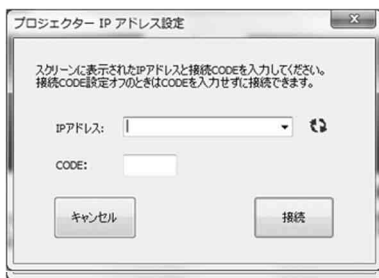 プロジェクター IP アドレス設定
スクリーンに表示されたIPアドレスと接続CODEを入力してください。
接続CODE設定オフのときはCODEを入力せずに接続できます。
IPアドレス:
CODE:
キャンセル
接続